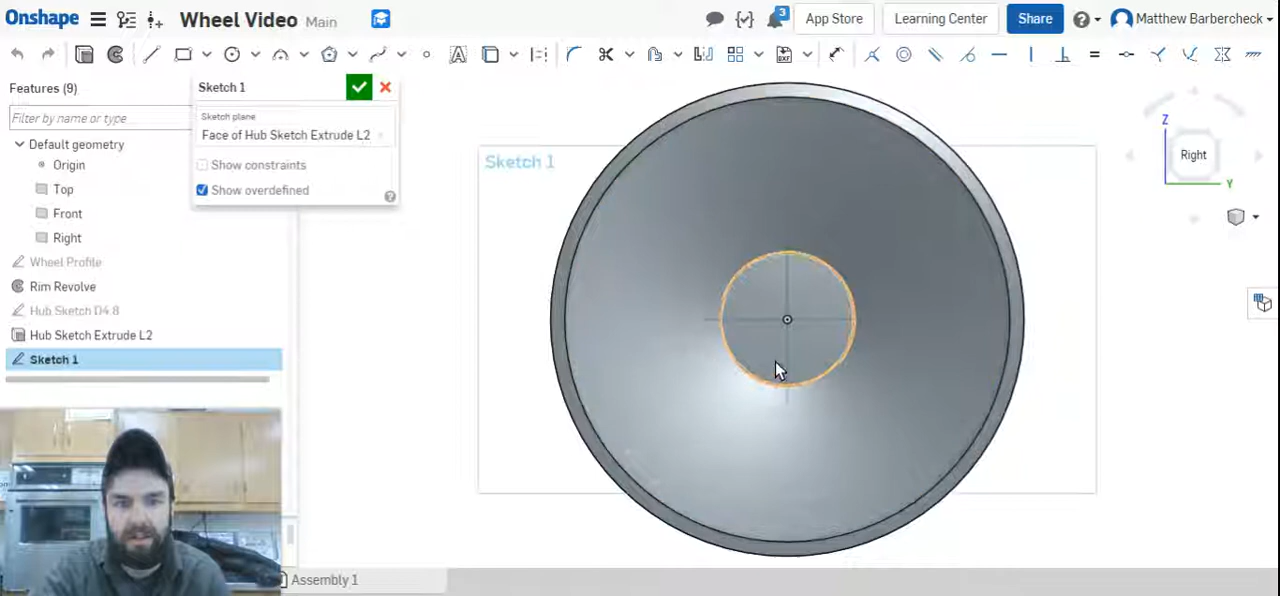 Onshape Wheel Video Main 3 App Store Learning Center Share Matthew Barbercheck
Features (9)
Filter by name or type
Default geometry
Origin
Top
Front
Right
Wheel Profile
Rim Revolve
Hub Sketch D4.8
Hub Sketch Extrude L2
Sketch 1
Sketch 1
Sketch plane
Face of Hub Sketch Extrude L2
Show constraints
Show overdefined
Sketch 1
Z
Right
Y
Assembly 1